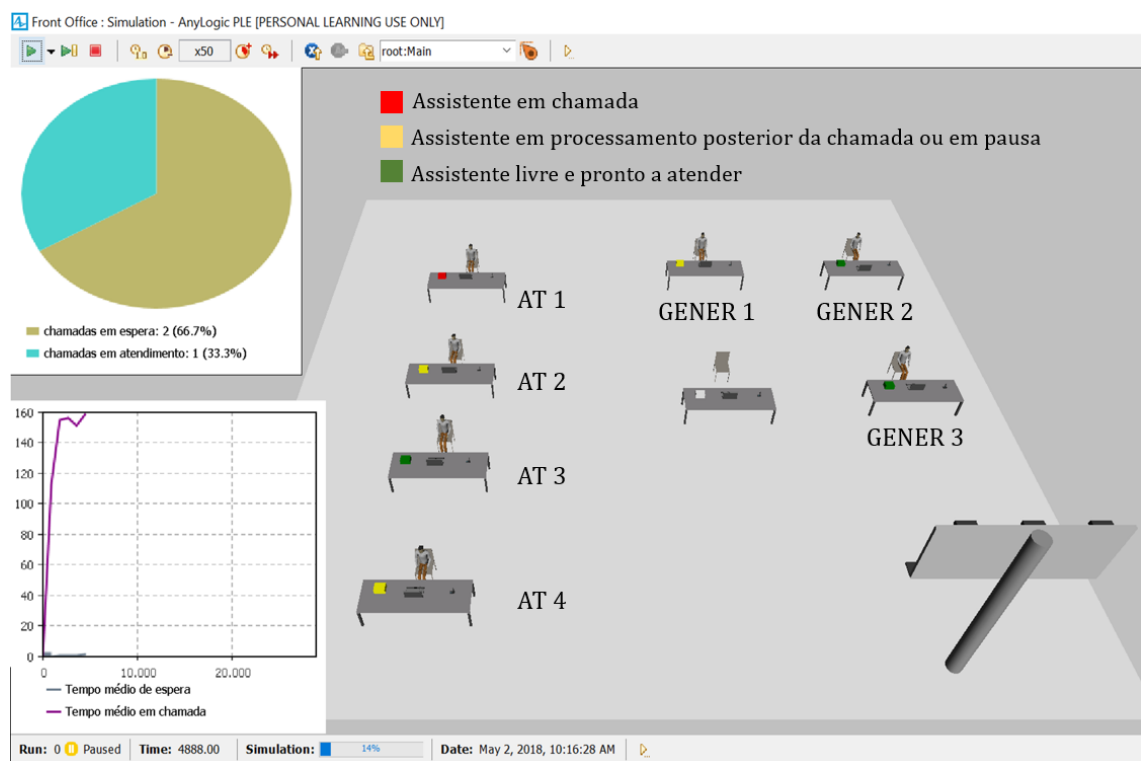 Front Office : Simulation - AnyLogic PLE [PERSONAL LEARNING USE ONLY]
x50
root:Main
chamadas em espera: 2 (66.7%)
chamadas em atendimento: 1 (33.3%)
Assistente em chamada
Assistente em processamento posterior da chamada ou em pausa
Assistente livre e pronto a atender
AT 1
GENER 1
GENER 2
AT 2
GENER 3
AT 3
AT 4
160
140
120
100
80
60
40
20
0
0
10.000
20.000
Tempo médio de espera
Tempo médio em chamada
Run: 0 Paused Time: 4888.00 Simulation: 14% Date: May 2, 2018, 10:16:28 AM